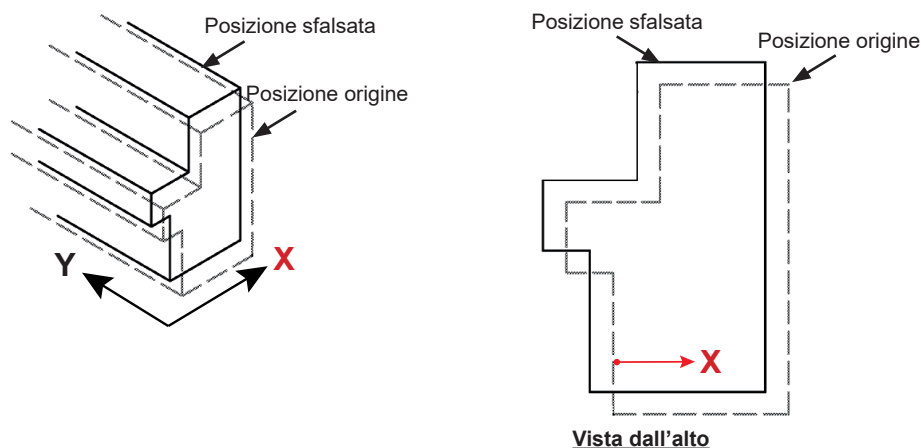 Posizione sfalsata
Posizione origine
Y
X
Posizione sfalsata
Posizione origine
X
Vista dall'alto